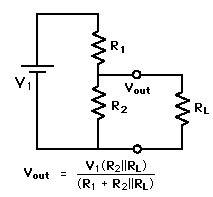 R1
V1
Vout
R2
RL
Vout = V1(R2||RL)
(R1 + R2||RL)